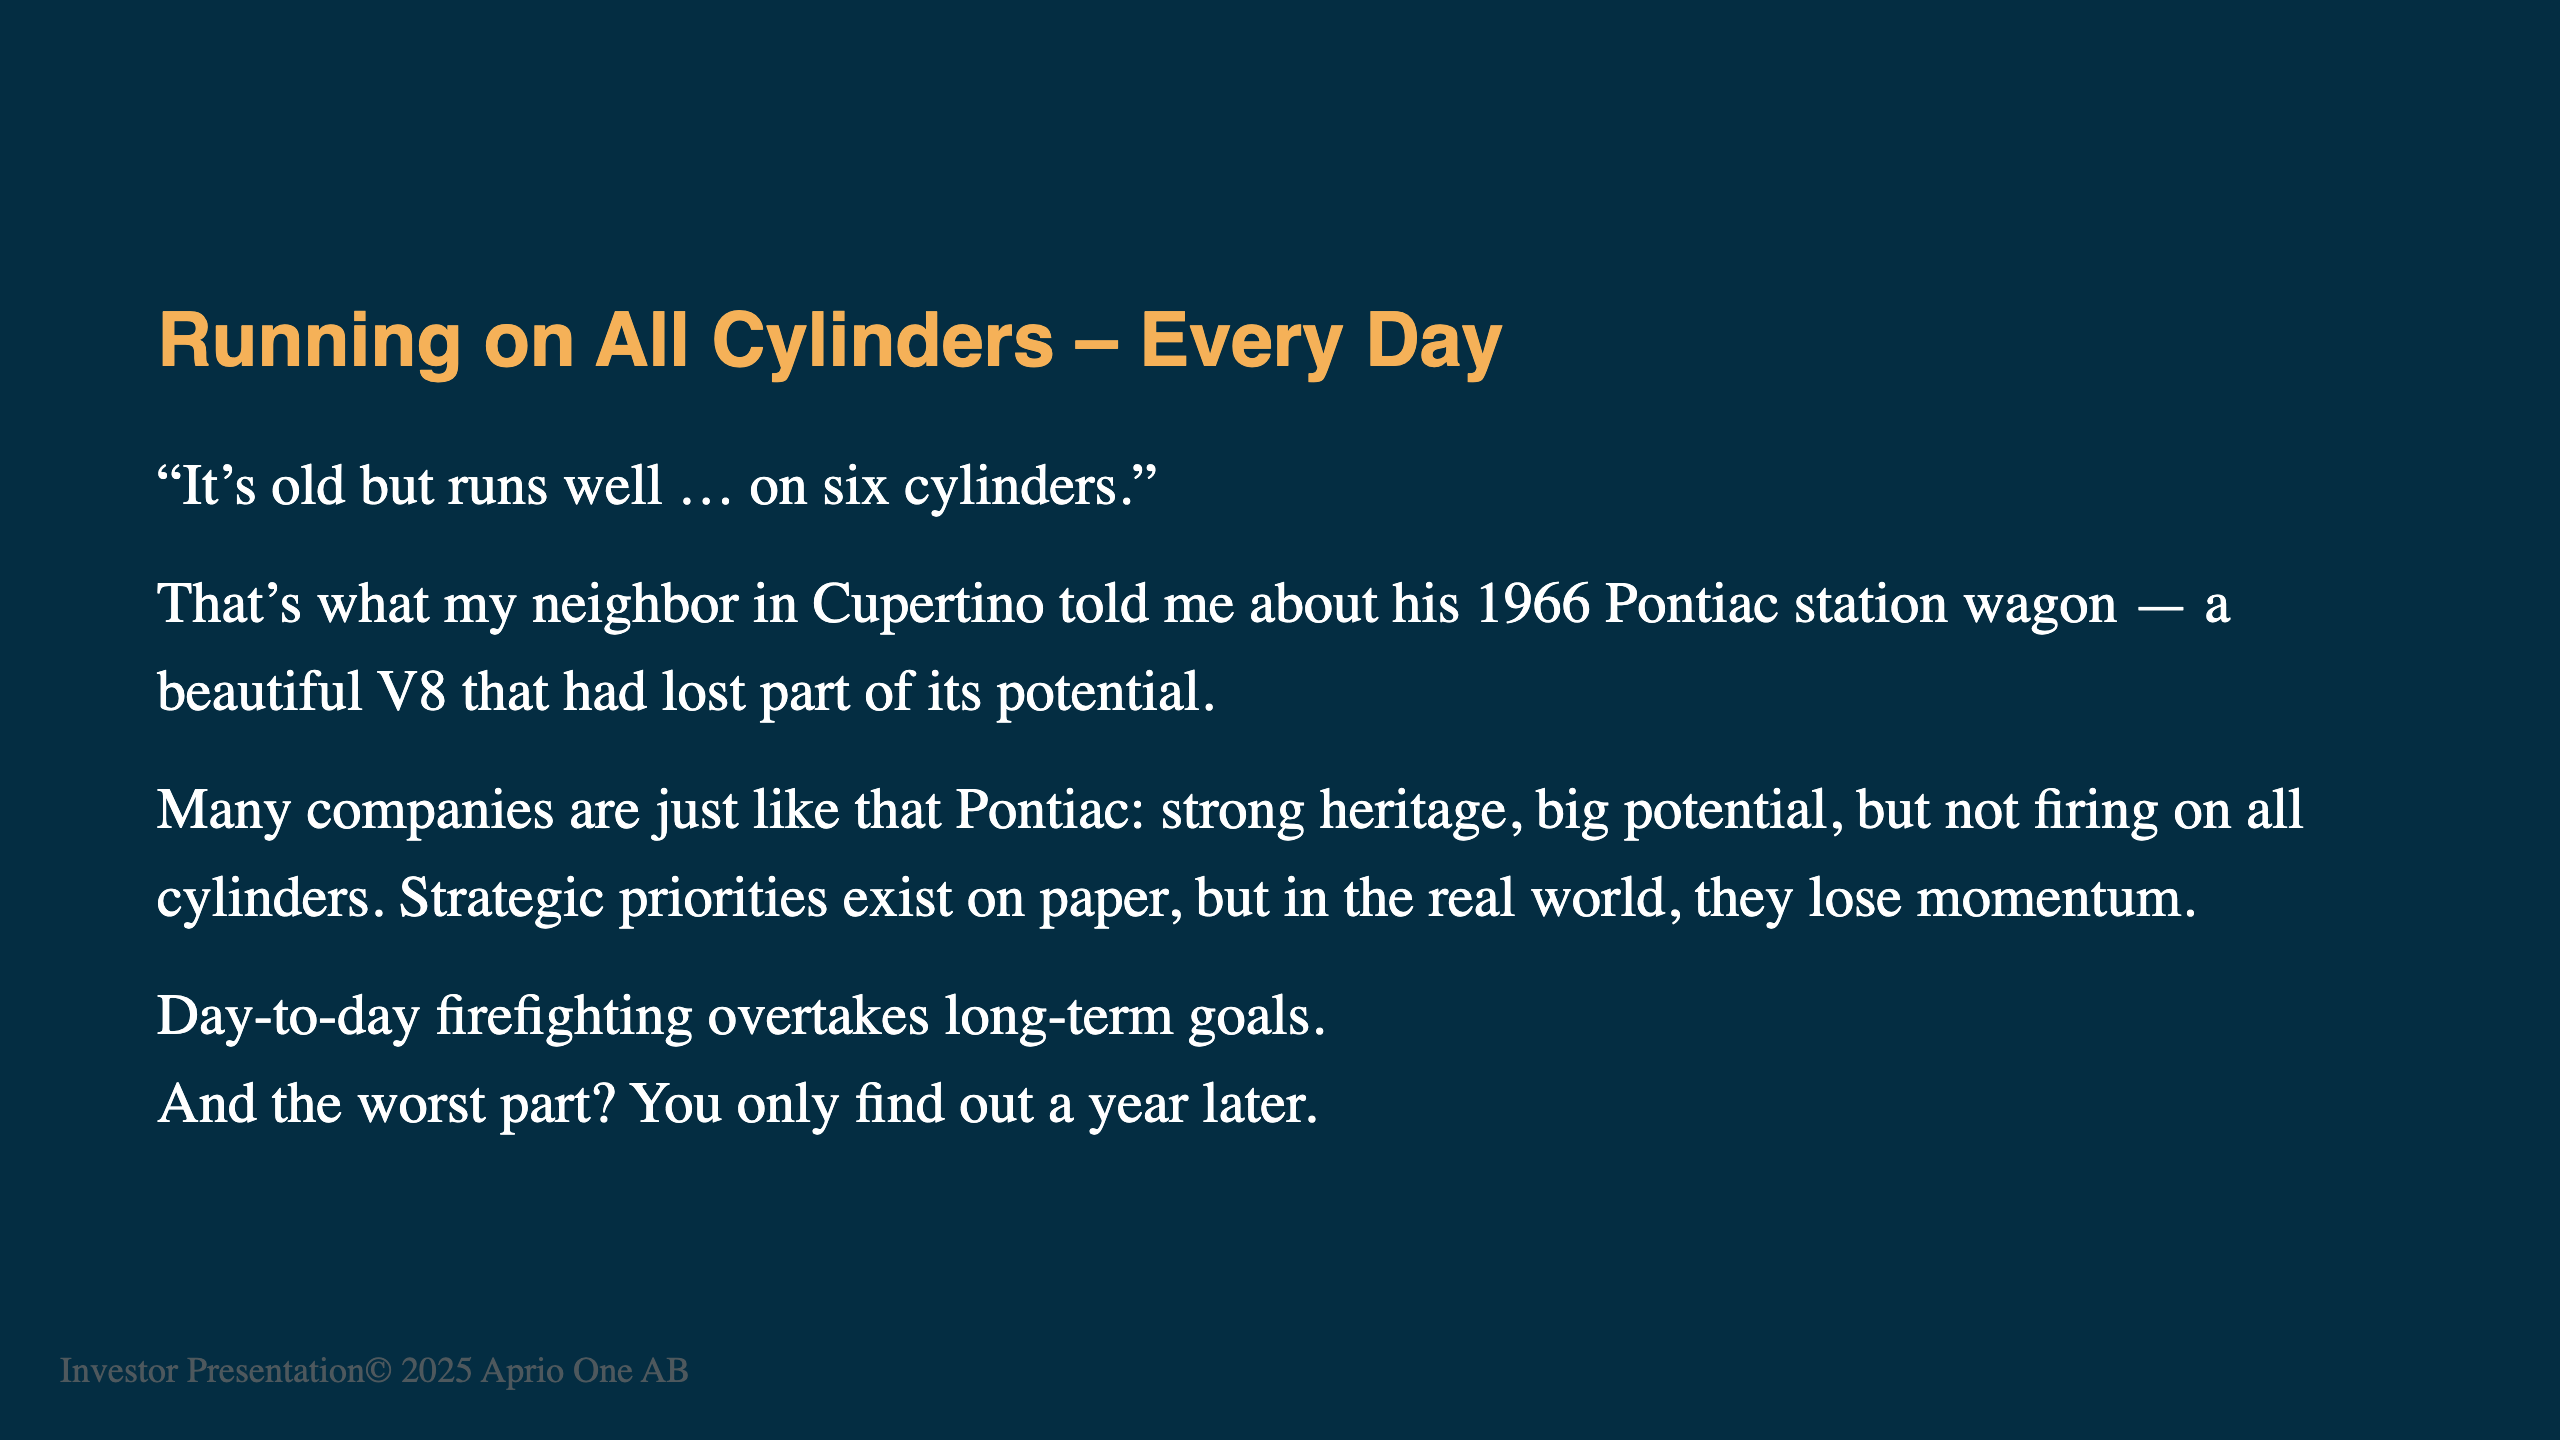 Running on All Cylinders – Every Day
“It’s old but runs well … on six cylinders.”
That’s what my neighbor in Cupertino told me about his 1966 Pontiac station wagon — a
beautiful V8 that had lost part of its potential.
Many companies are just like that Pontiac: strong heritage, big potential, but not firing on all
cylinders. Strategic priorities exist on paper, but in the real world, they lose momentum.
Day-to-day firefighting overtakes long-term goals.
And the worst part? You only find out a year later.
Investor Presentation© 2025 Aprio One AB